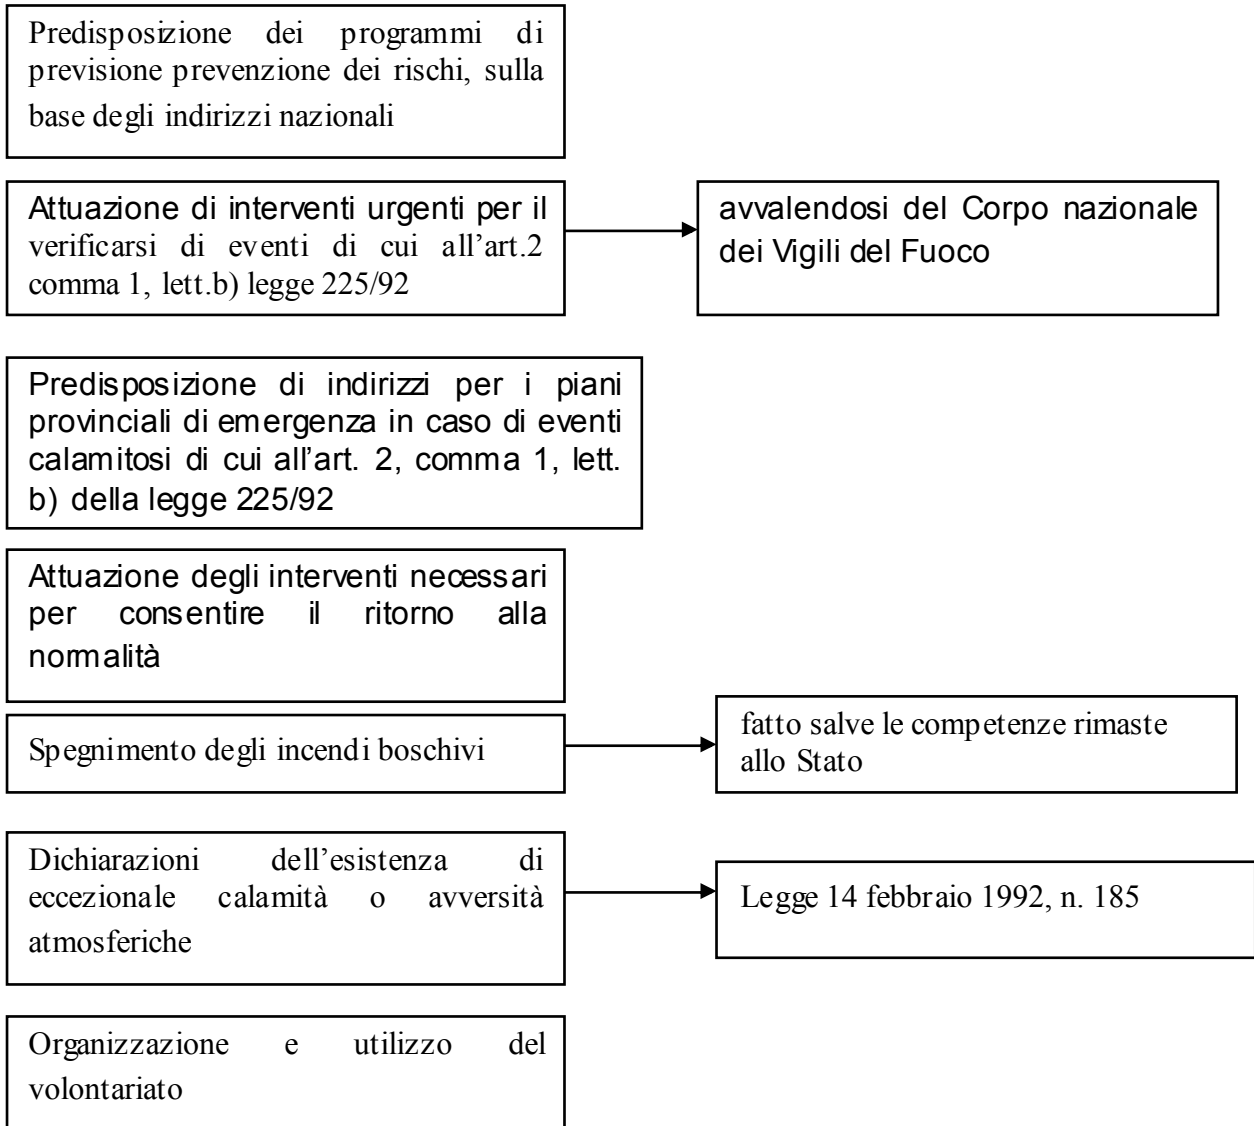 Predisposizione dei programmi di
previsione prevenzione dei rischi, sulla
base degli indirizzi nazionali
Attuazione di interventi urgenti per il
verificarsi di eventi di cui all’art.2
comma 1, lett.b) legge 225/92
avvalendosi del Corpo nazionale
dei Vigili del Fuoco
Predisposizione di indirizzi per i piani
provinciali di emergenza in caso di eventi
calamitosi di cui all’art. 2, comma 1, lett.
b) della legge 225/92
Attuazione degli interventi necessari
per consentire il ritorno alla
normalità
Spegnimento degli incendi boschivi
fatto salve le competenze rimaste
allo Stato
Dichiarazioni dell’esistenza di
eccezionale calamità o avversità
atmosferiche
Legge 14 febbraio 1992, n. 185
Organizzazione e utilizzo del
volontariato